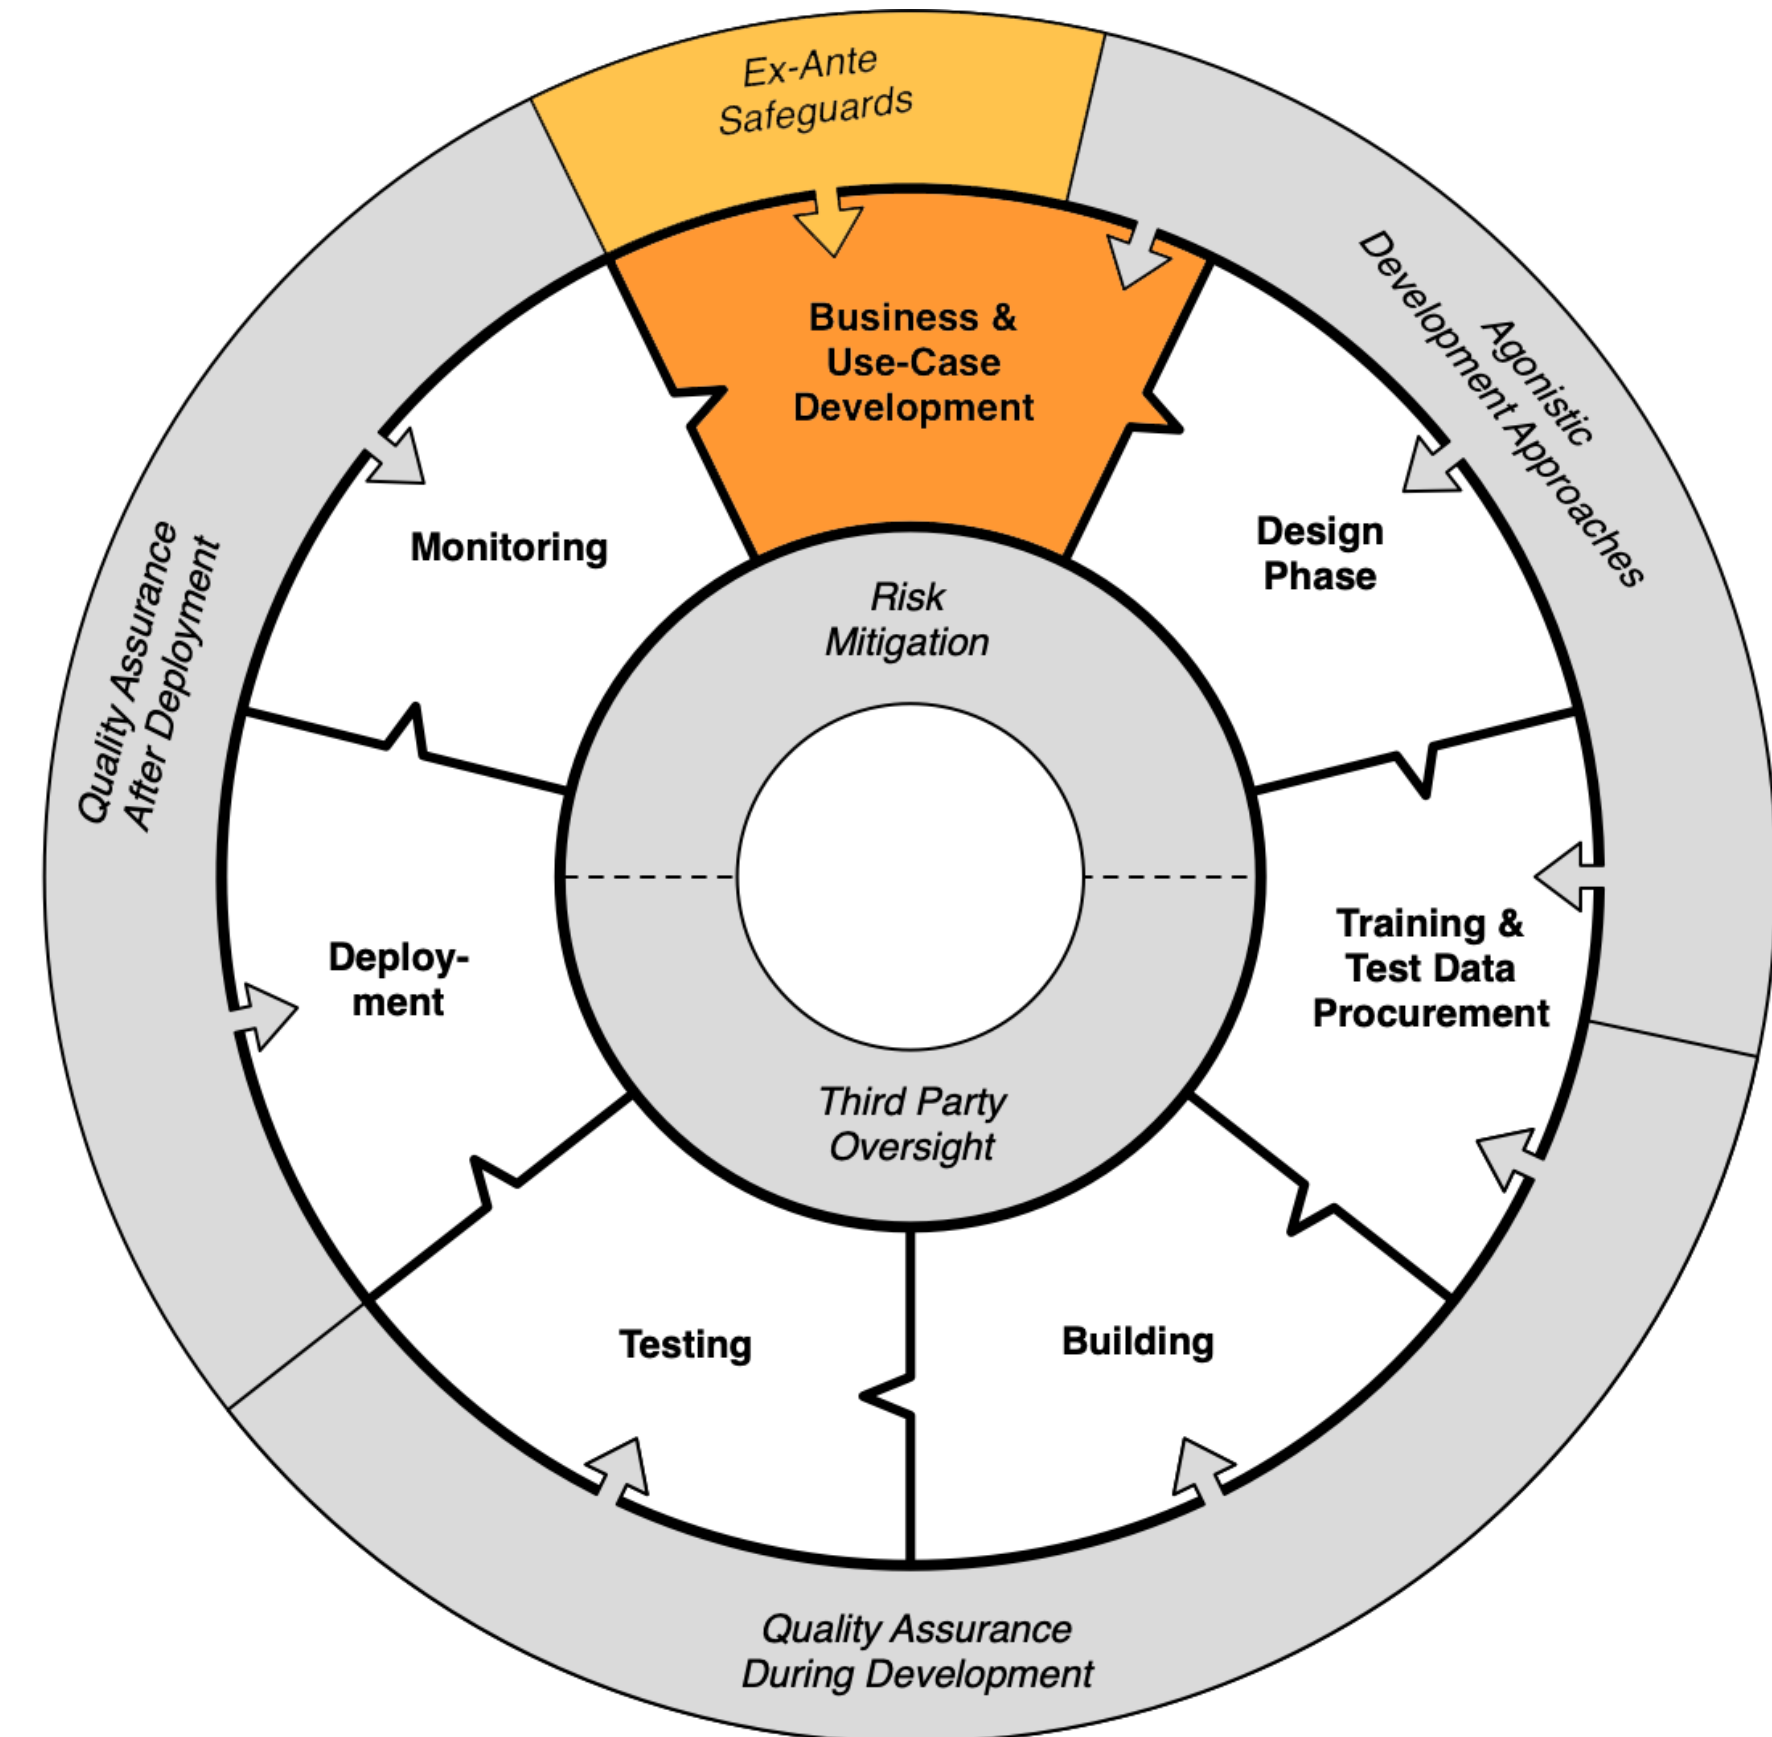 Ex-Ante
Safeguards
Agonistic
Development Approaches
Business &
Use-Case
Development
Monitoring
Design
Phase
Risk
Mitigation
Quality Assurance
After Deployment
Training &
Test Data
Procurement
Deploy-
ment
Third Party
Oversight
Testing
Building
Quality Assurance
During Development